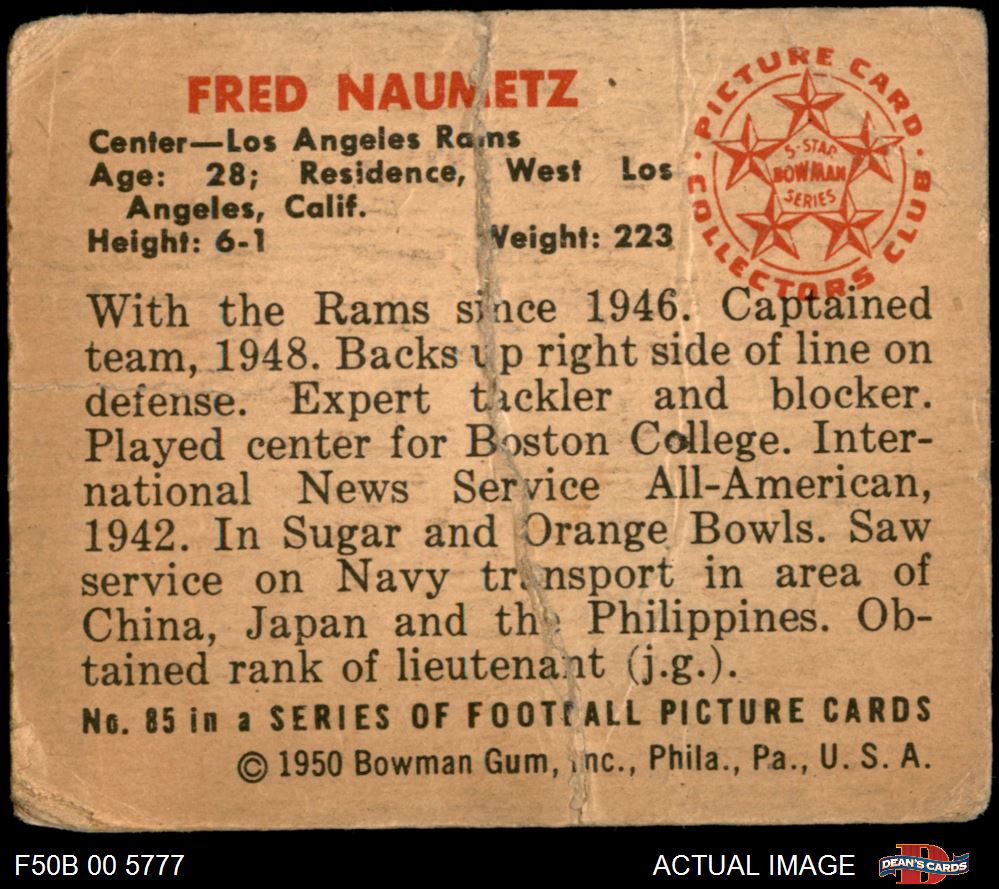 FRED NAUMETZ
Center—Los Angeles Rams
Age: 28; Residence, West Los
Angeles, Calif.
Height: 6-1 Weight: 223
PICTURE CARD
COLLECTORS CLUB
5-STAR
BOWMAN
SERIES
With the Rams since 1946. Captained
team, 1948. Backs up right side of line on
defense. Expert tackler and blocker.
Played center for Boston College. Inter-
national News Service All-American,
1942. In Sugar and Orange Bowls. Saw
service on Navy transport in area of
China, Japan and the Philippines. Ob-
tained rank of lieutenant (j.g.).
No. 85 in a SERIES OF FOOTBALL PICTURE CARDS
© 1950 Bowman Gum, Inc., Phila., Pa., U. S. A.
F50B 00 5777 ACTUAL IMAGE
D
DEAN'S CARDS